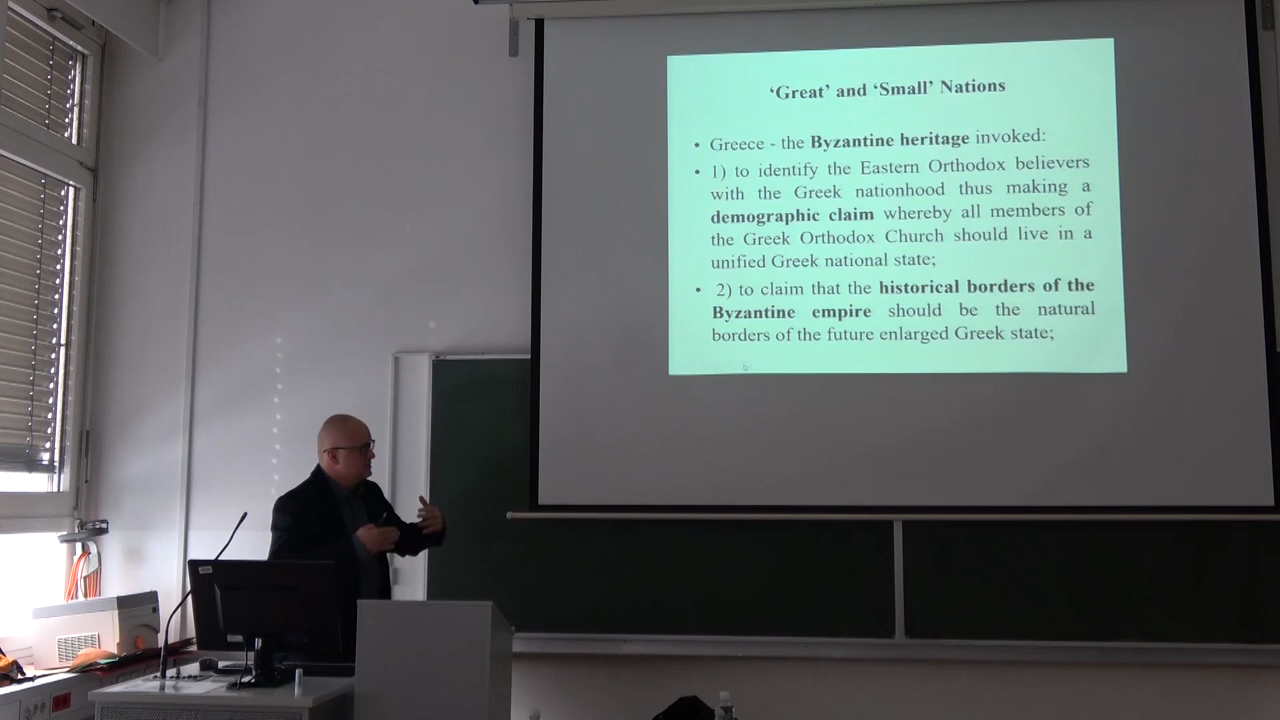 ‘Great’ and ‘Small’ Nations
• Greece - the Byzantine heritage invoked:
• 1) to identify the Eastern Orthodox believers
with the Greek nationhood thus making a
demographic claim whereby all members of
the Greek Orthodox Church should live in a
unified Greek national state;
• 2) to claim that the historical borders of the
Byzantine empire should be the natural
borders of the future enlarged Greek state;